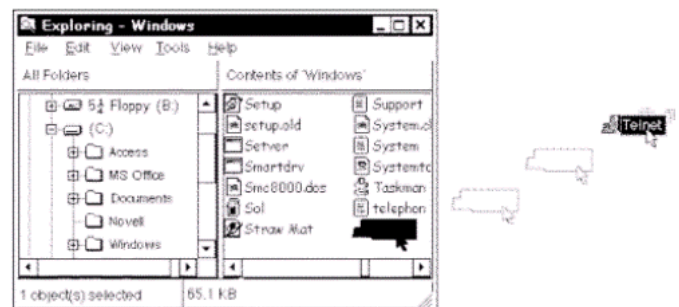 Exploring - Windows
File Edit View Tools Help
All Folders
Contents of 'Windows'
5¼ Floppy (B:)
(C:)
Access
MS Office
Documents
Novell
Windows
Setup
setup.old
Setver
Smartdrv
Smc8000.dos
Sol
Straw Mat
Support
System
Taskman
telephon
Telnet
1 object(s) selected
65.1 KB